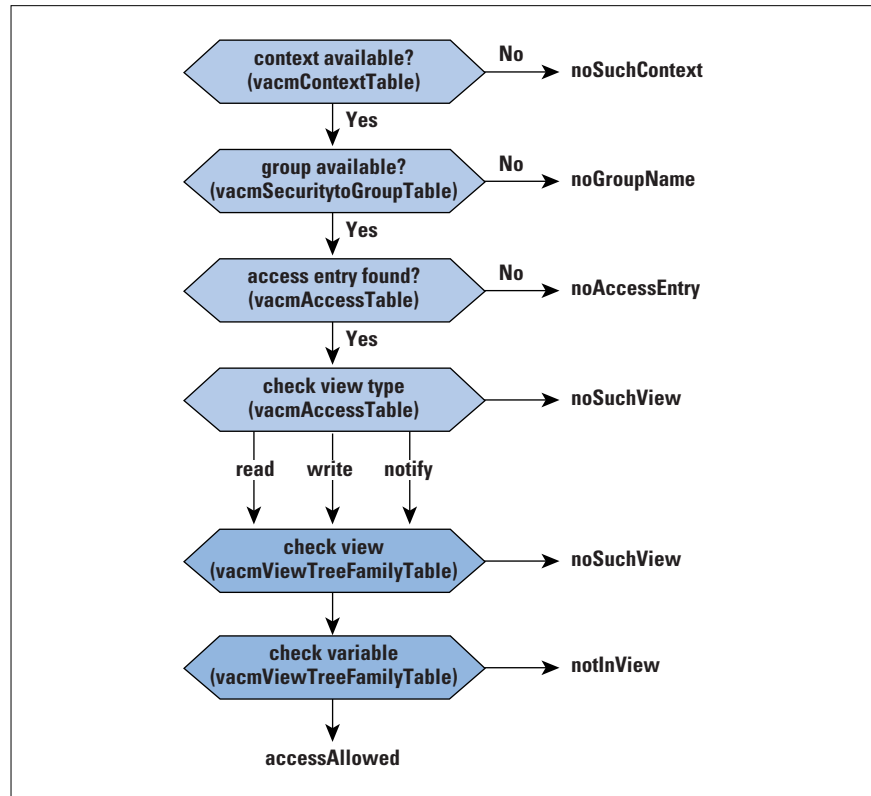 context available?
(vacmContextTable)
No
noSuchContext
Yes
group available?
(vacmSecuritytoGroupTable)
No
noGroupName
Yes
access entry found?
(vacmAccessTable)
No
noAccessEntry
Yes
check view type
(vacmAccessTable)
noSuchView
read write notify
check view
(vacmViewTreeFamilyTable)
noSuchView
check variable
(vacmViewTreeFamilyTable)
notInView
accessAllowed